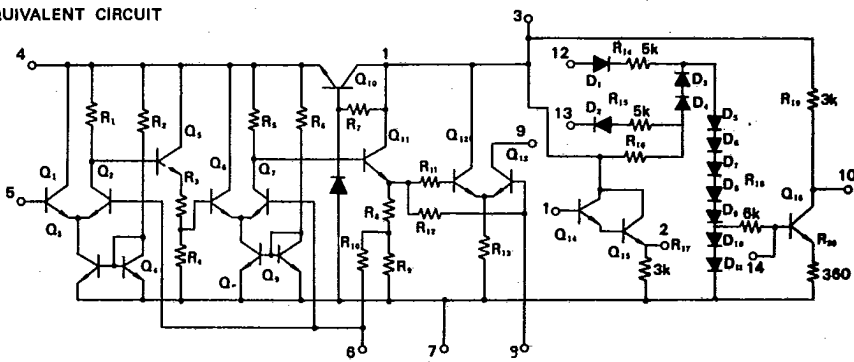 QUIVALENT CIRCUIT
3
4
1
12
R14
5k
D1
D3
Q10
R1
R2
Q5
R5
R6
R7
D2
R15
5k
D4
R19
3k
13
D5
Q11
Q12
9
Q13
D6
Q1
Q2
R3
Q6
Q7
R11
R16
D7
10
5
D8
R18
Q16
R8
R12
1
D9
6k
Q3
2
R20
R10
Q14
R17
D10
Q4
R4
Q9
R9
R13
Q15
3k
14
D11
360
6
7